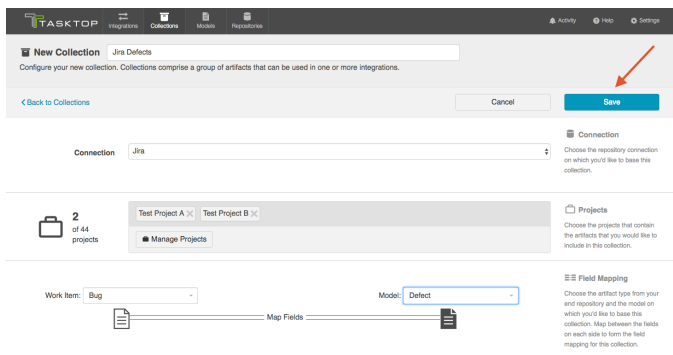 TASKTOP
Integrations
Collections
Models
Repositories
Activity
Help
Settings
New Collection
Jira Defects
Configure your new collection. Collections comprise a group of artifacts that can be used in one or more integrations.
Back to Collections
Cancel
Save
Connection
Jira
Connection
Choose the repository connection
on which you'd like to base this
collection.
2
of 44
projects
Test Project A
Test Project B
Manage Projects
Projects
Choose the projects that contain
the artifacts that you would like to
include in this collection.
Work Item: Bug
Model: Defect
Map Fields
Field Mapping
Choose the artifact type from your
end repository and the model on
which you'd like to base this
collection. Map between the fields
on each side to form the field
mapping for this collection.